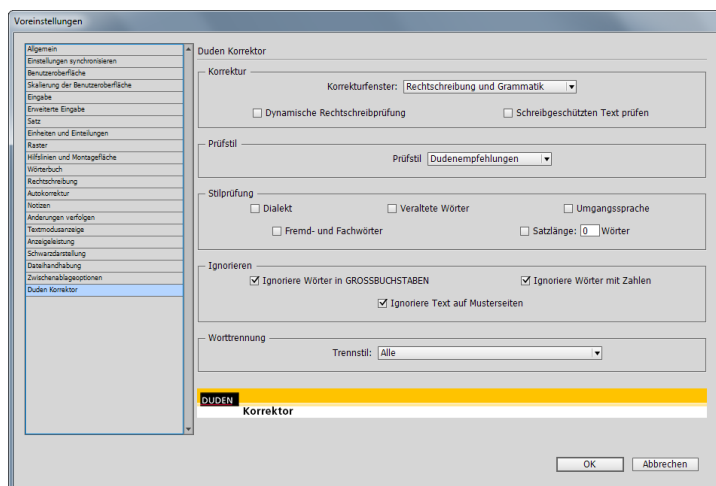 Voreinstellungen
Allgemein
Einstellungen synchronisieren
Benutzeroberfläche
Skalierung der Benutzeroberfläche
Eingabe
Erweiterte Eingabe
Satz
Einheiten und Einteilungen
Raster
Hilfslinien und Montagefläche
Wörterbuch
Rechtschreibung
Autokorrektur
Notizen
Änderungen verfolgen
Textmodusanzeige
Anzeigeleistung
Schwarzdarstellung
Dateihandhabung
Zwischenablageoptionen
Duden Korrektor
Duden Korrektor
Korrektur
Korrekturfenster: Rechtschreibung und Grammatik
Dynamische Rechtschreibprüfung Schreibgeschützten Text prüfen
Prüfstil
Prüfstil Dudenempfehlungen
Stilprüfung
Dialekt Veraltete Wörter Umgangssprache
Fremd- und Fachwörter Satzlänge: 0 Wörter
Ignorieren
Ignoriere Wörter in GROSSBUCHSTABEN Ignoriere Wörter mit Zahlen
Ignoriere Text auf Musterseiten
Worttrennung
Trennstil: Alle
DUDEN
Korrektor
OK Abbrechen